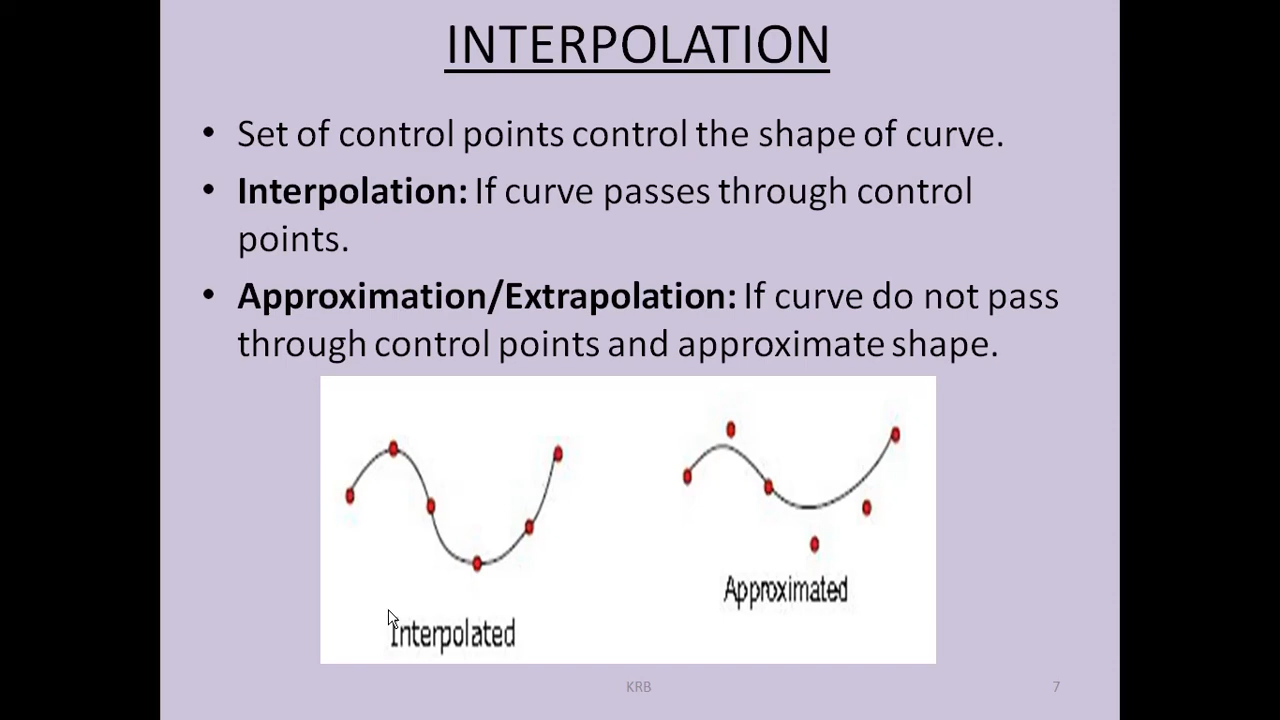 INTERPOLATION
• Set of control points control the shape of curve.
• Interpolation: If curve passes through control
points.
• Approximation/Extrapolation: If curve do not pass
through control points and approximate shape.
Approximated
Interpolated
KRB
7